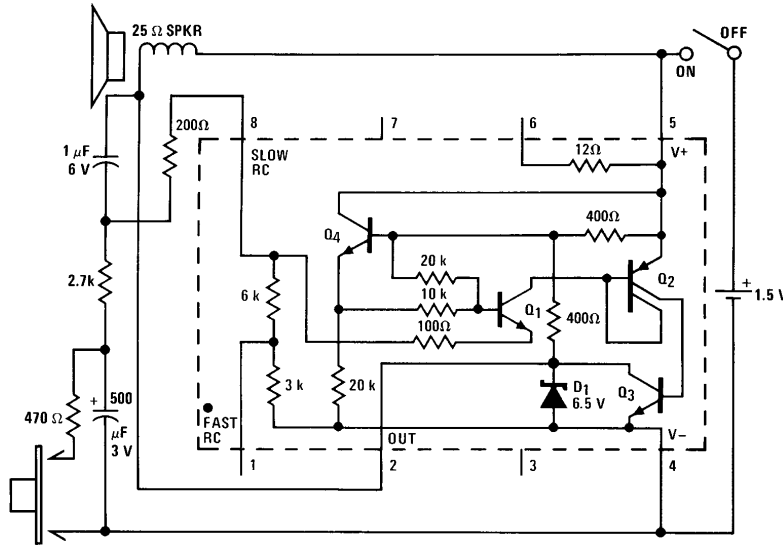 25 Ω SPKR
OFF
ON
200Ω
8
7
6
5
SLOW
RC
12Ω
V+
1 μF
6 V
Q4
400Ω
Q2
20 k
2.7k
6 k
10 k
Q1
400Ω
+
1.5 V
100Ω
3 k
20 k
D1
6.5 V
Q3
470 Ω
+
500
μF
3 V
FAST
RC
OUT
V−
1
2
3
4